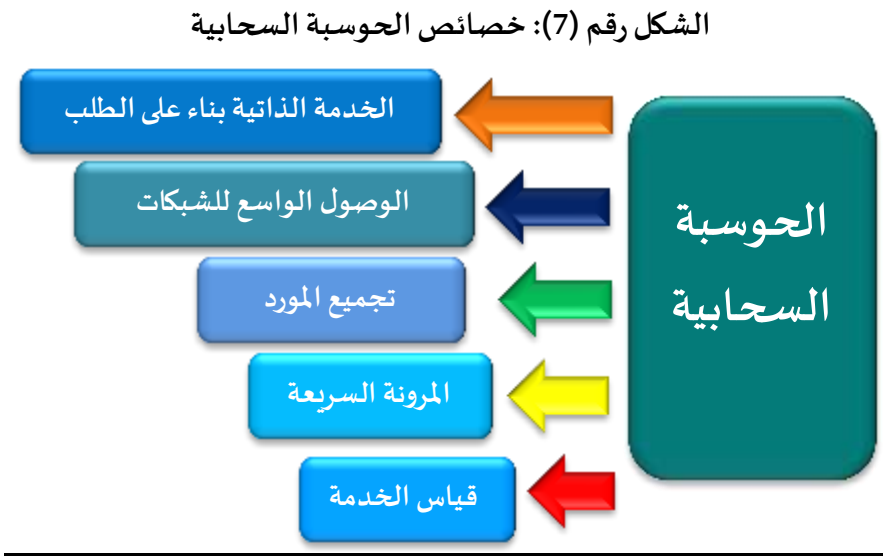 الشكل رقم (7): خصائص الحوسبة السحابية
الحوسبة
السحابية
الخدمة الذاتية بناء على الطلب
الوصول الواسع للشبكات
تجميع المورد
المرونة السريعة
قياس الخدمة